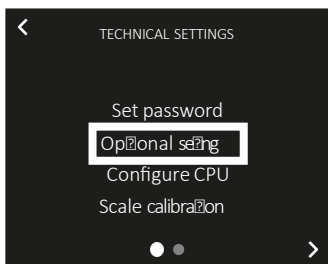 TECHNICAL SETTINGS
Set password
Op�onal se�ng
Configure CPU
Scale calibra�on